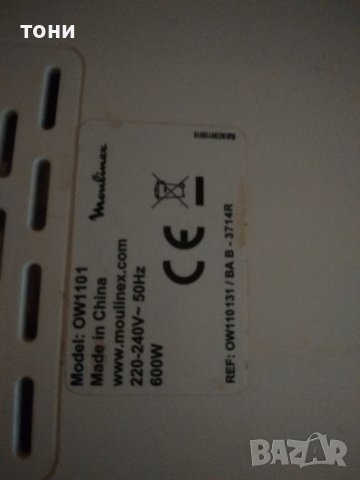 тони
Moulinex
Model: OW1101
Made in China
www.moulinex.com
220-240V~ 50Hz
600W
CE
REF: OW110131 / BA B - 3714R
BAZAR